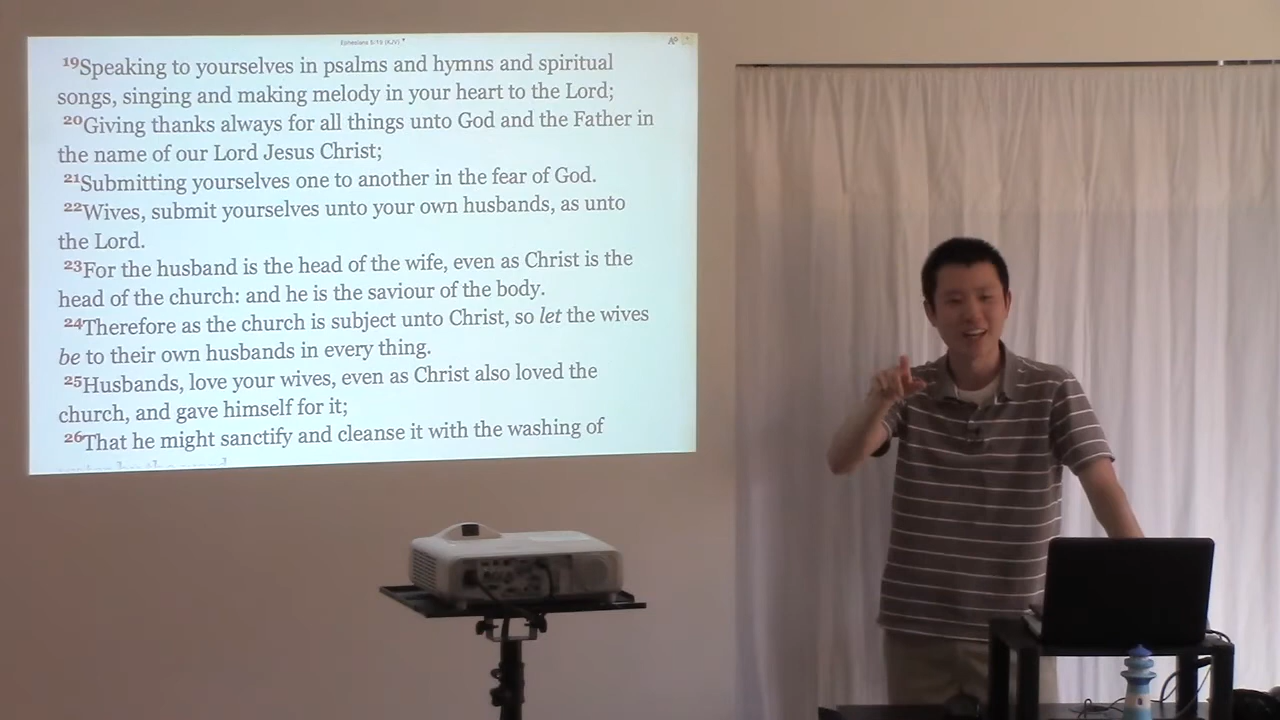 Ephesians 5:19 (KJV)
19Speaking to yourselves in psalms and hymns and spiritual
songs, singing and making melody in your heart to the Lord;
20Giving thanks always for all things unto God and the Father in
the name of our Lord Jesus Christ;
21Submitting yourselves one to another in the fear of God.
22Wives, submit yourselves unto your own husbands, as unto
the Lord.
23For the husband is the head of the wife, even as Christ is the
head of the church: and he is the saviour of the body.
24Therefore as the church is subject unto Christ, so let the wives
be to their own husbands in every thing.
25Husbands, love your wives, even as Christ also loved the
church, and gave himself for it;
26That he might sanctify and cleanse it with the washing of